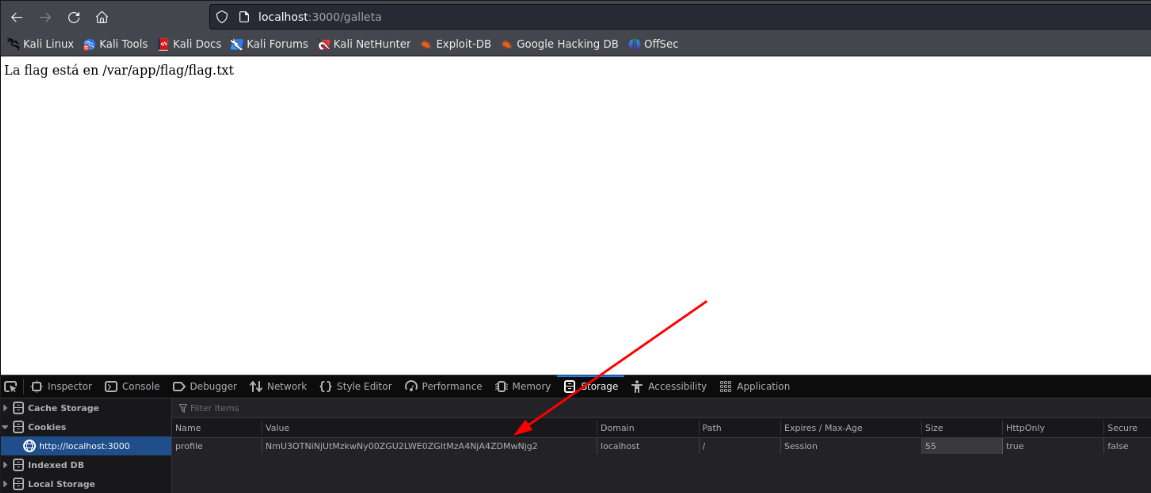 localhost:3000/galleta
Kali Linux Kali Tools Kali Docs Kali Forums Kali NetHunter Exploit-DB Google Hacking DB OffSec
La flag está en /var/app/flag/flag.txt
Inspector Console Debugger Network Style Editor Performance Memory Storage Accessibility Application
Cache Storage Filter Items
Cookies Name Value Domain Path Expires / Max-Age Size HttpOnly Secure
http://localhost:3000 profile NmU3OTNiNjUtMzkwNy00ZGU2LWE0ZGItMzA4NjA4ZDMwNjg2 localhost / Session 55 true false
Indexed DB
Local Storage